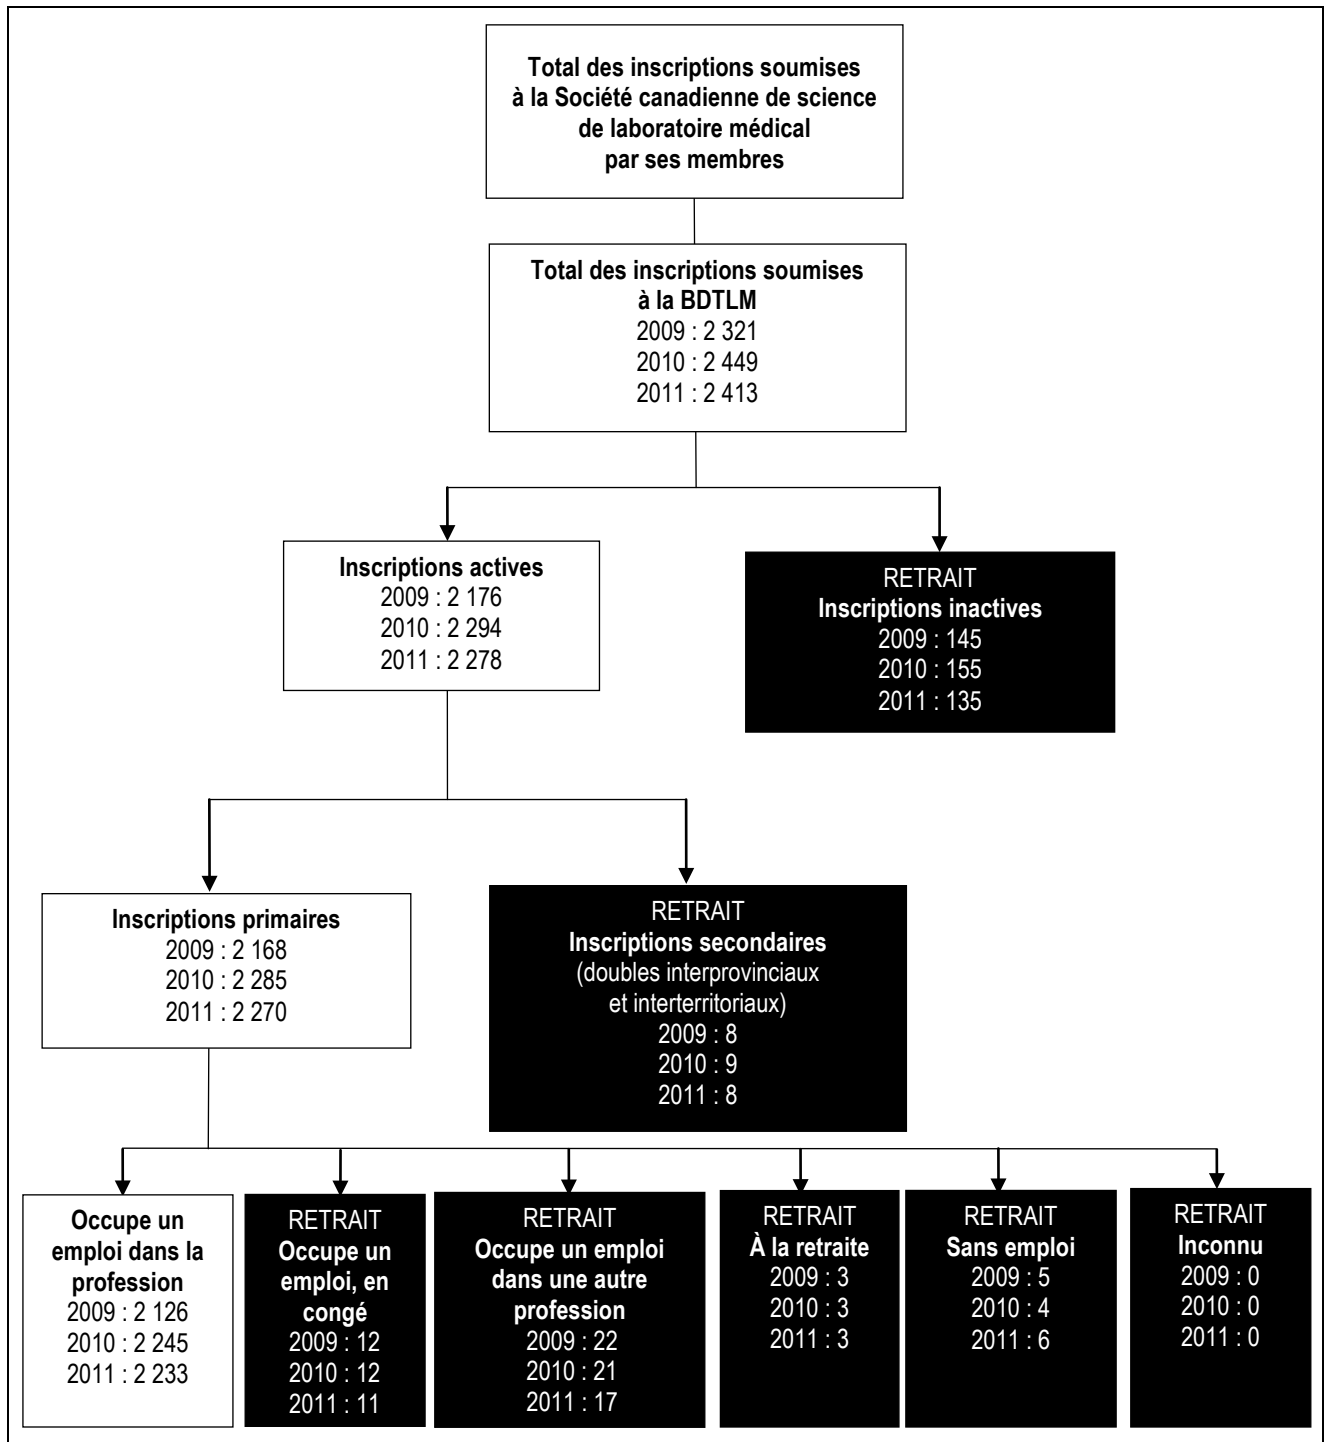 Total des inscriptions soumises
à la Société canadienne de science
de laboratoire médical
par ses membres
Total des inscriptions soumises
à la BDTLM
2009 : 2 321
2010 : 2 449
2011 : 2 413
Inscriptions actives
2009 : 2 176
2010 : 2 294
2011 : 2 278
RETRAIT
Inscriptions inactives
2009 : 145
2010 : 155
2011 : 135
Inscriptions primaires
2009 : 2 168
2010 : 2 285
2011 : 2 270
RETRAIT
Inscriptions secondaires
(doubles interprovinciaux
et interterritoriaux)
2009 : 8
2010 : 9
2011 : 8
Occupe un
emploi dans la
profession
2009 : 2 126
2010 : 2 245
2011 : 2 233
RETRAIT
Occupe un
emploi, en
congé
2009 : 12
2010 : 12
2011 : 11
RETRAIT
Occupe un emploi
dans une autre
profession
2009 : 22
2010 : 21
2011 : 17
RETRAIT
À la retraite
2009 : 3
2010 : 3
2011 : 3
RETRAIT
Sans emploi
2009 : 5
2010 : 4
2011 : 6
RETRAIT
Inconnu
2009 : 0
2010 : 0
2011 : 0